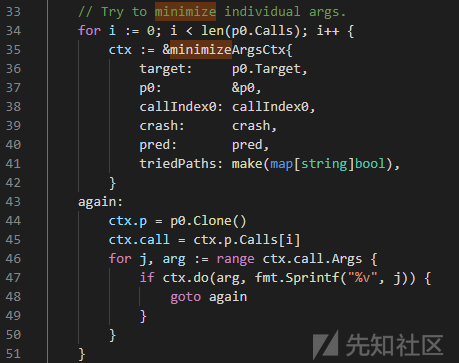 33 // Try to minimize individual args.
34 for i := 0; i < len(p0.Calls); i++ {
35 ctx := &minimizeArgsCtx{
36 target: p0.Target,
37 p0: &p0,
38 callIndex0: callIndex0,
39 crash: crash,
40 pred: pred,
41 triedPaths: make(map[string]bool),
42 }
43 again:
44 ctx.p = p0.Clone()
45 ctx.call = ctx.p.Calls[i]
46 for j, arg := range ctx.call.Args {
47 if ctx.do(arg, fmt.Sprintf("%v", j)) {
48 goto again
49 }
50 }
51 }
先知社区